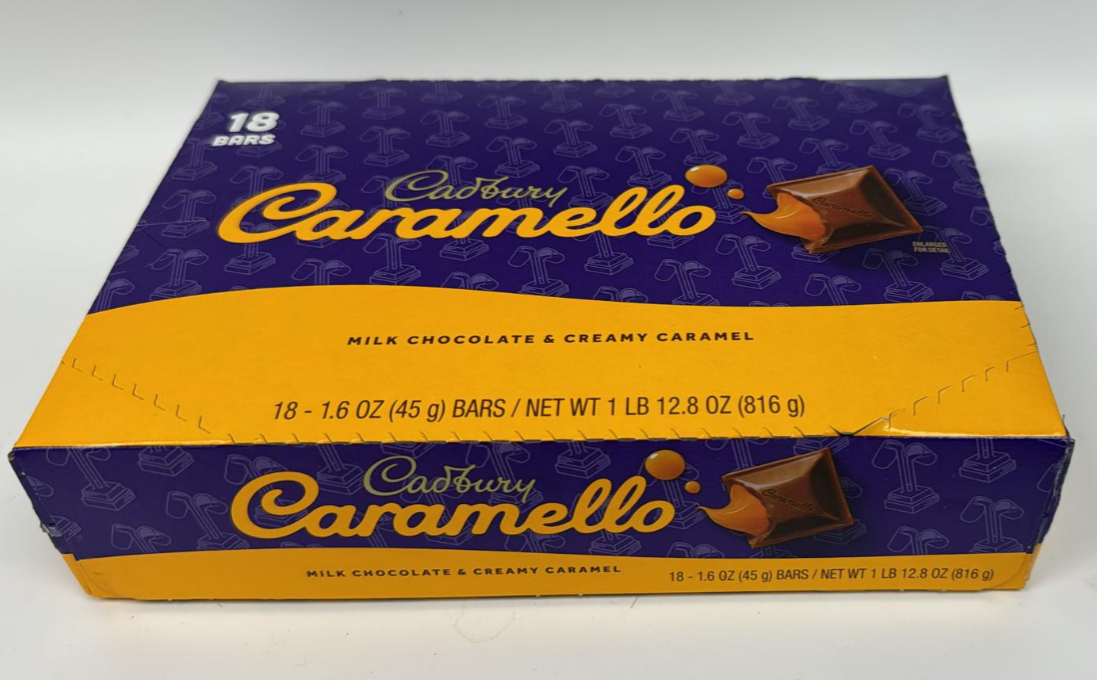 18
BARS
Cadbury
Caramello
Caramello
ENLARGED
FOR DETAIL
MILK CHOCOLATE & CREAMY CARAMEL
18 - 1.6 OZ (45 g) BARS / NET WT 1 LB 12.8 OZ (816 g)
Cadbury
Caramello
Caramello
MILK CHOCOLATE & CREAMY CARAMEL
18 - 1.6 OZ (45 g) BARS / NET WT 1 LB 12.8 OZ (816 g)